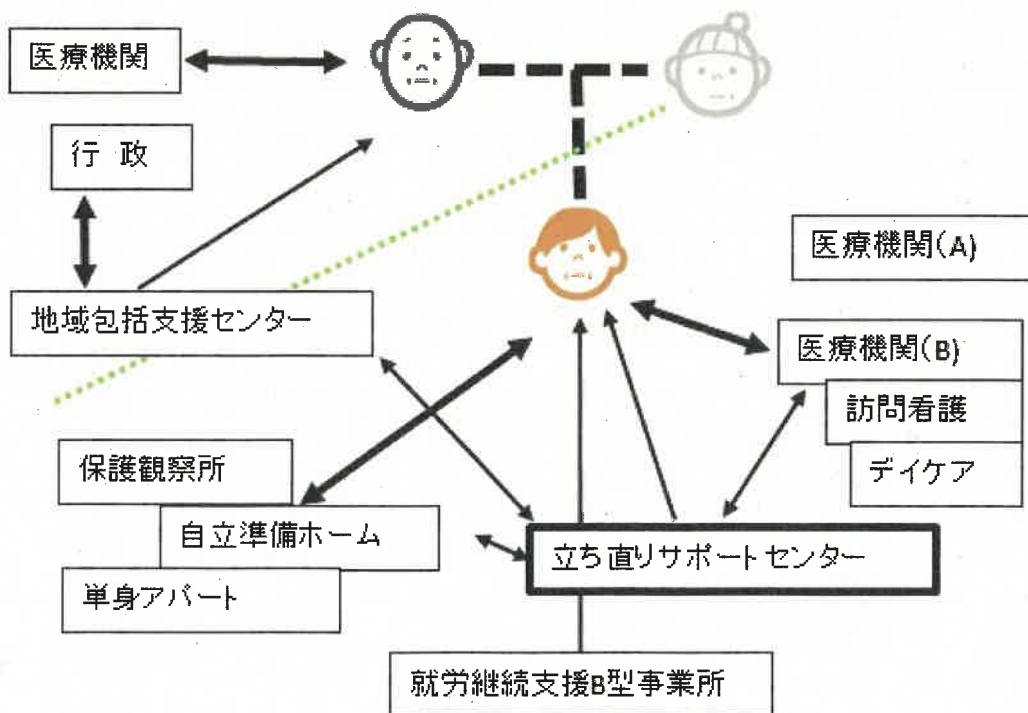 医療機関
行 政
医療機関(A)
地域包括支援センター
医療機関(B)
訪問看護
デイケア
保護観察所
自立準備ホーム
単身アパート
立ち直りサポートセンター
就労継続支援B型事業所